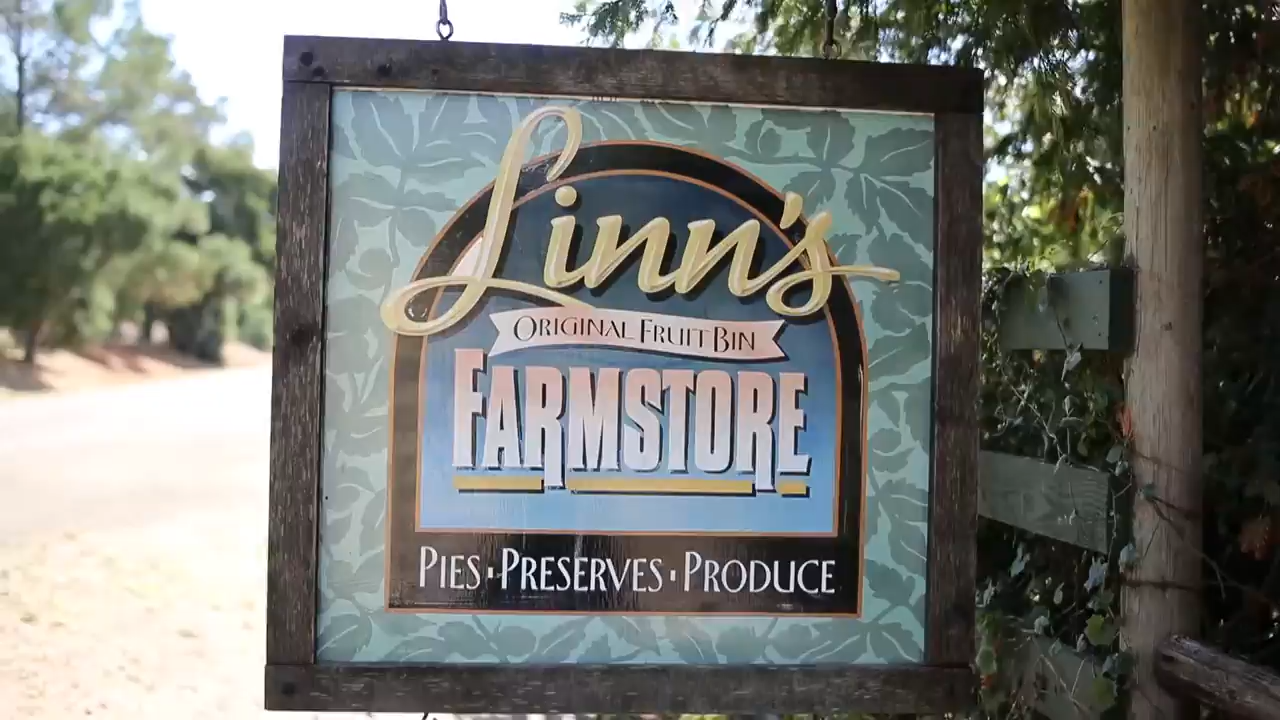 Linn's
ORIGINAL FRUIT BIN
FARMSTORE
PIES · PRESERVES · PRODUCE